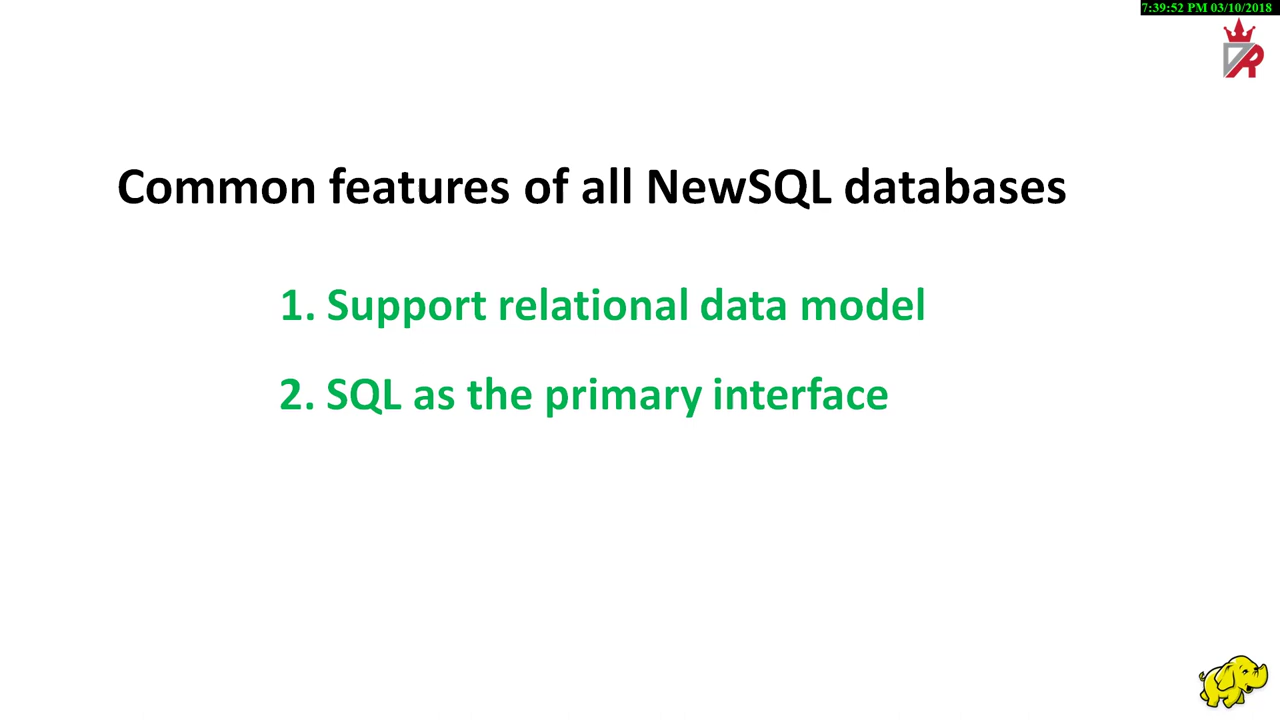 7:39:52 PM 03/10/2018
Common features of all NewSQL databases
1. Support relational data model
2. SQL as the primary interface